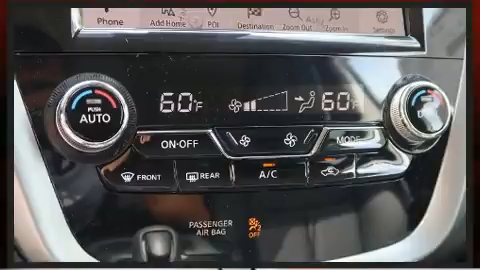 Phone
Add Home
POI
Destination
Zoom Out
Zoom In
Settings
60°F
60°F
PUSH
AUTO
ON·OFF
MODE
FRONT
REAR
A/C
PASSENGER
AIR BAG
2
OFF